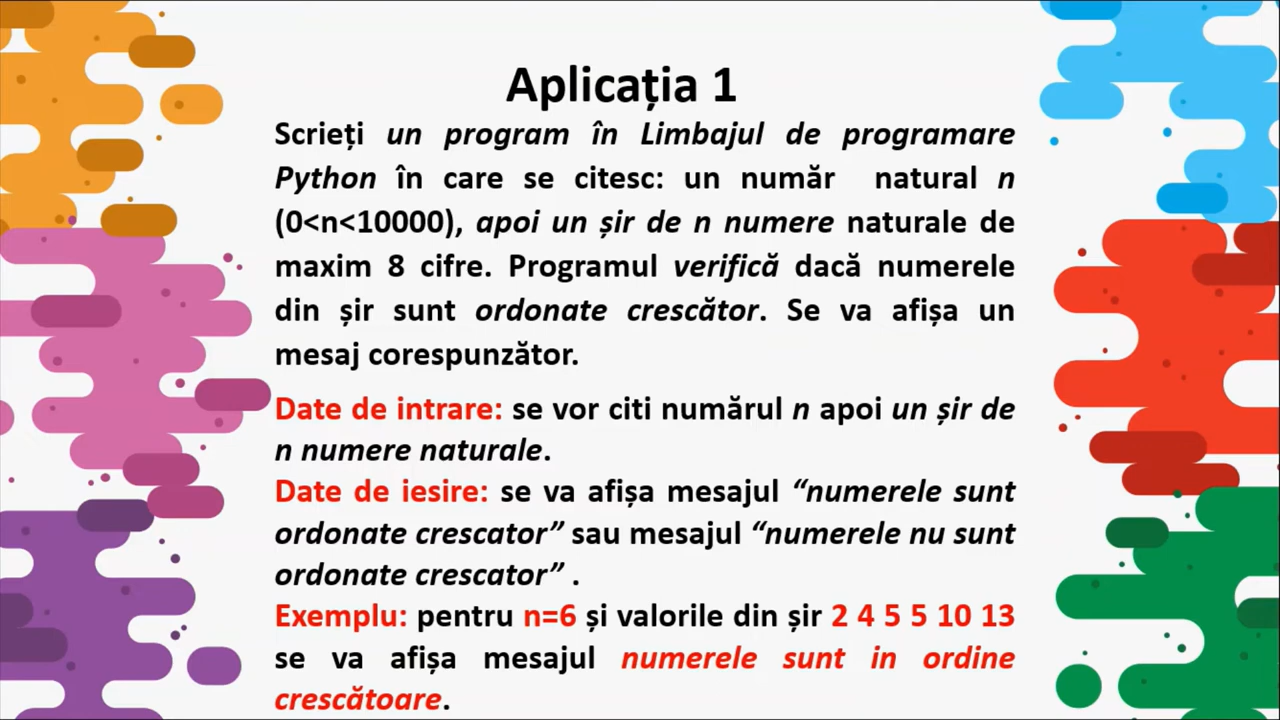 Aplicația 1
Scrieți un program în Limbajul de programare
Python în care se citesc: un număr natural n
(0<n<10000), apoi un șir de n numere naturale de
maxim 8 cifre. Programul verifică dacă numerele
din șir sunt ordonate crescător. Se va afișa un
mesaj corespunzător.
Date de intrare: se vor citi numărul n apoi un șir de
n numere naturale.
Date de iesire: se va afișa mesajul “numerele sunt
ordonate crescator” sau mesajul “numerele nu sunt
ordonate crescator” .
Exemplu: pentru n=6 și valorile din șir 2 4 5 5 10 13
se va afișa mesajul numerele sunt in ordine
crescătoare.